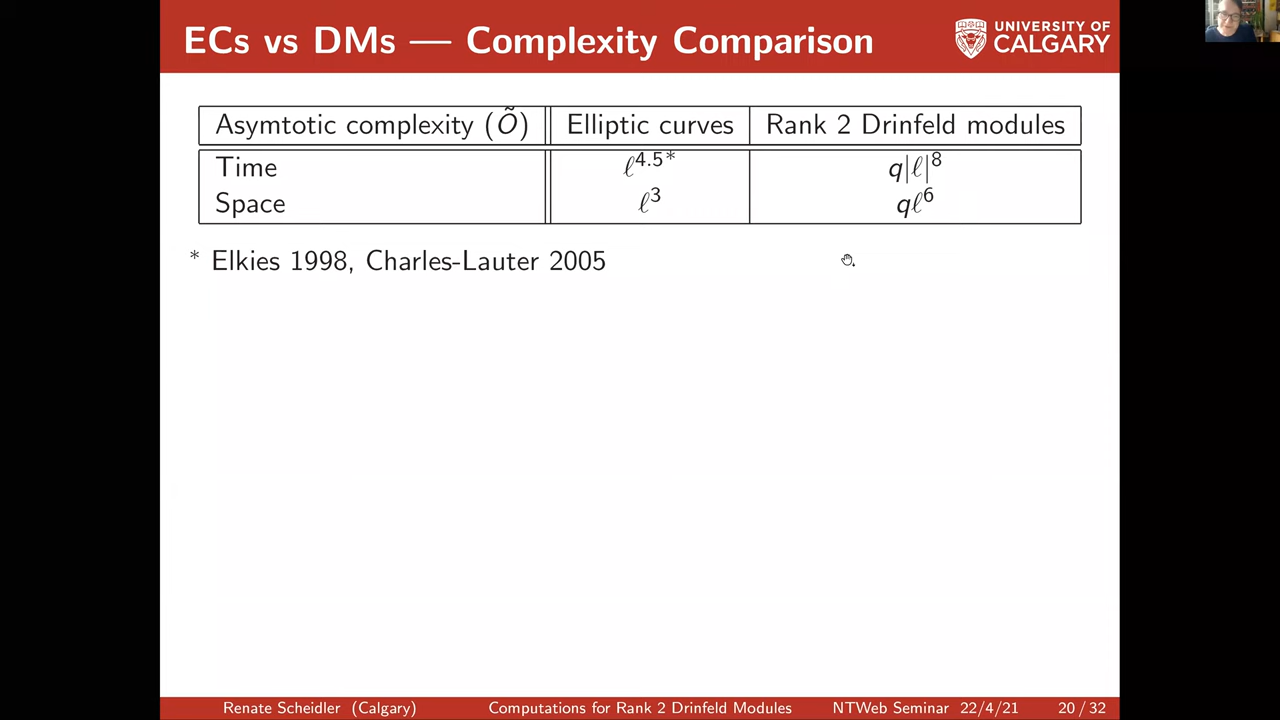 ECs vs DMs — Complexity Comparison
UNIVERSITY OF CALGARY
Asymtotic complexity (Õ) Elliptic curves Rank 2 Drinfeld modules
Time ℓ^4.5* q|ℓ|^8
Space ℓ^3 qℓ^6
* Elkies 1998, Charles-Lauter 2005
Renate Scheidler (Calgary) Computations for Rank 2 Drinfeld Modules NTWeb Seminar 22/4/21 20 / 32